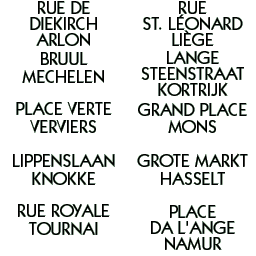 RUE DE
DIEKIRCH
ARLON
BRUUL
MECHELEN
PLACE VERTE
VERVIERS
LIPPENSLAAN
KNOKKE
RUE ROYALE
TOURNAI
RUE
ST. LÉONARD
LIÈGE
LANGE
STEENSTRAAT
KORTRIJK
GRAND PLACE
MONS
GROTE MARKT
HASSELT
PLACE
DA L'ANGE
NAMUR